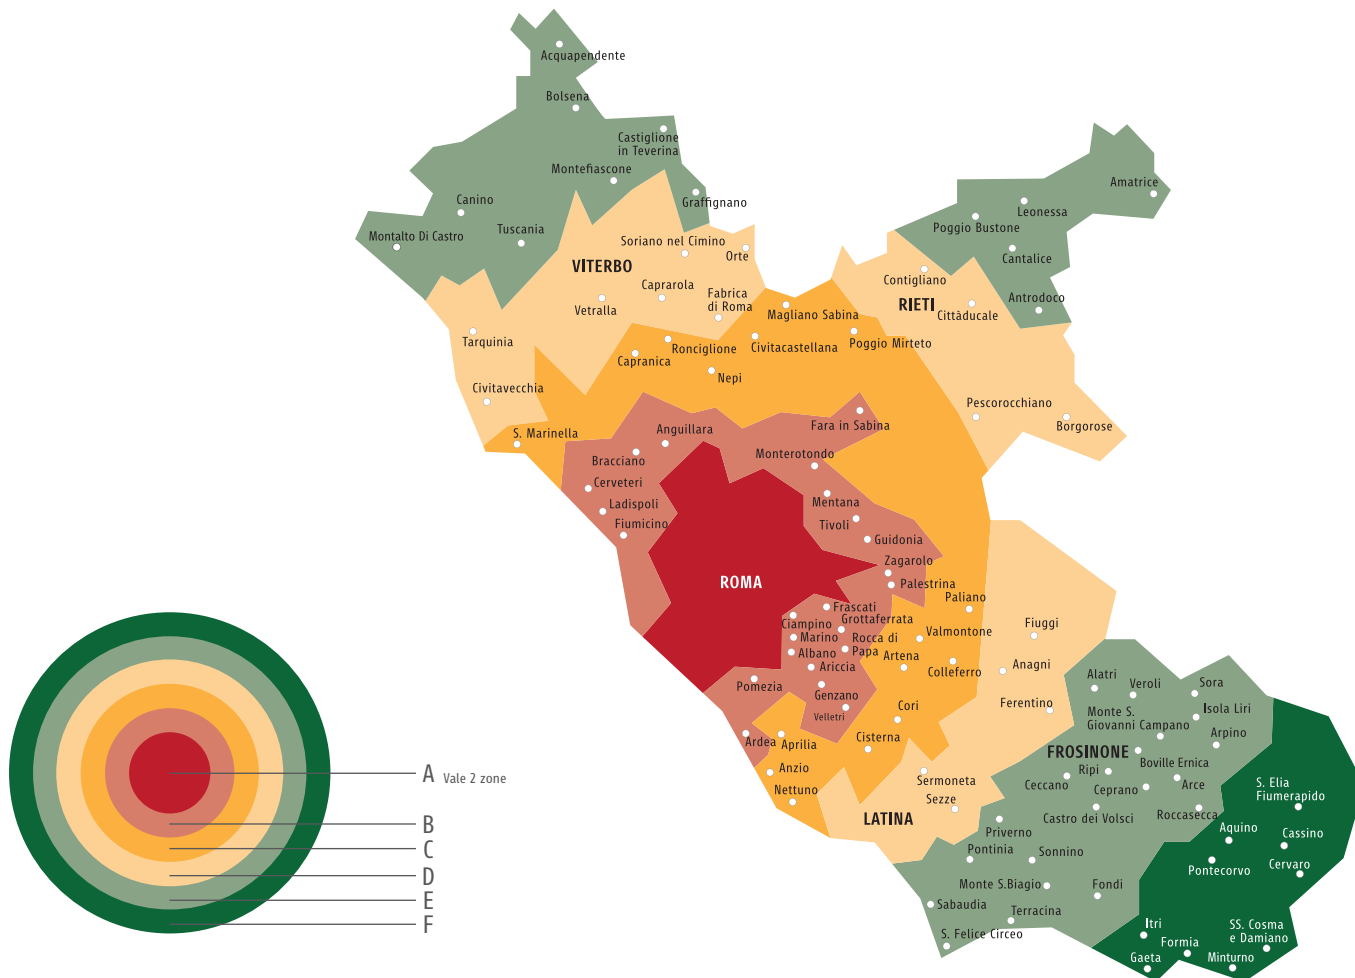 Acquapendente
Bolsena
Castiglione
in Teverina
Montefiascone
Graffignano
Canino
Tuscania
Montalto Di Castro
Soriano nel Cimino
Orte
VITERBO
Caprarola
Vetralla
Fabrica
di Roma
Tarquinia
Civitavecchia
Amatrice
Leonessa
Poggio Bustone
Cantalice
Contigliano
Antrodoco
RIETI
Cittàducale
Magliano Sabina
Poggio Mirteto
Civitacastellana
Ronciglione
Capranica
Nepi
Pescorocchiano
Borgorose
S. Marinella
Fara in Sabina
Anguillara
Bracciano
Monterotondo
Cerveteri
Ladispoli
Fiumicino
Mentana
Tivoli
Guidonia
Zagarolo
Palestrina
ROMA
Paliano
Frascati
Grottaferrata
Ciampino
Marino
Rocca di
Papa
Valmontone
Albano
Artena
Colleferro
Ariccia
Pomezia
Genzano
Velletri
Cori
Fiuggi
Anagni
Ferentino
Ardea
Aprilia
Cisterna
Anzio
Nettuno
Sermoneta
Sezze
LATINA
Alatri
Veroli
Sora
Monte S.
Giovanni Campano
Isola Liri
Arpino
FROSINONE
Boville Ernica
Ripi
Ceccano
Ceprano
Arce
Castro dei Volsci
Roccasecca
Priverno
Pontinia
Sonnino
Monte S.Biagio
Fondi
Sabaudia
Terracina
S. Felice Circeo
S. Elia
Fiumerapido
Aquino
Cassino
Pontecorvo
Cervaro
Itri
Formia
SS. Cosma
e Damiano
Gaeta
Minturno
A Vale 2 zone
B
C
D
E
F